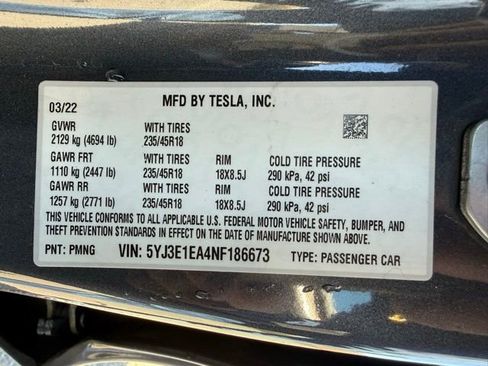 MFD BY TESLA, INC.
03/22
GVWR WITH TIRES
2129 kg (4694 lb) 235/45R18
GAWR FRT WITH TIRES RIM COLD TIRE PRESSURE
1110 kg (2447 lb) 235/45R18 18X8.5J 290 kPa, 42 psi
GAWR RR WITH TIRES RIM COLD TIRE PRESSURE
1257 kg (2771 lb) 235/45R18 18X8.5J 290 kPa, 42 psi
THIS VEHICLE CONFORMS TO ALL APPLICABLE U.S. FEDERAL MOTOR VEHICLE SAFETY, BUMPER, AND
THEFT PREVENTION STANDARDS IN EFFECT ON THE DATE OF MANUFACTURE SHOWN ABOVE.
PNT: PMNG VIN: 5YJ3E1EA4NF186673 TYPE: PASSENGER CAR